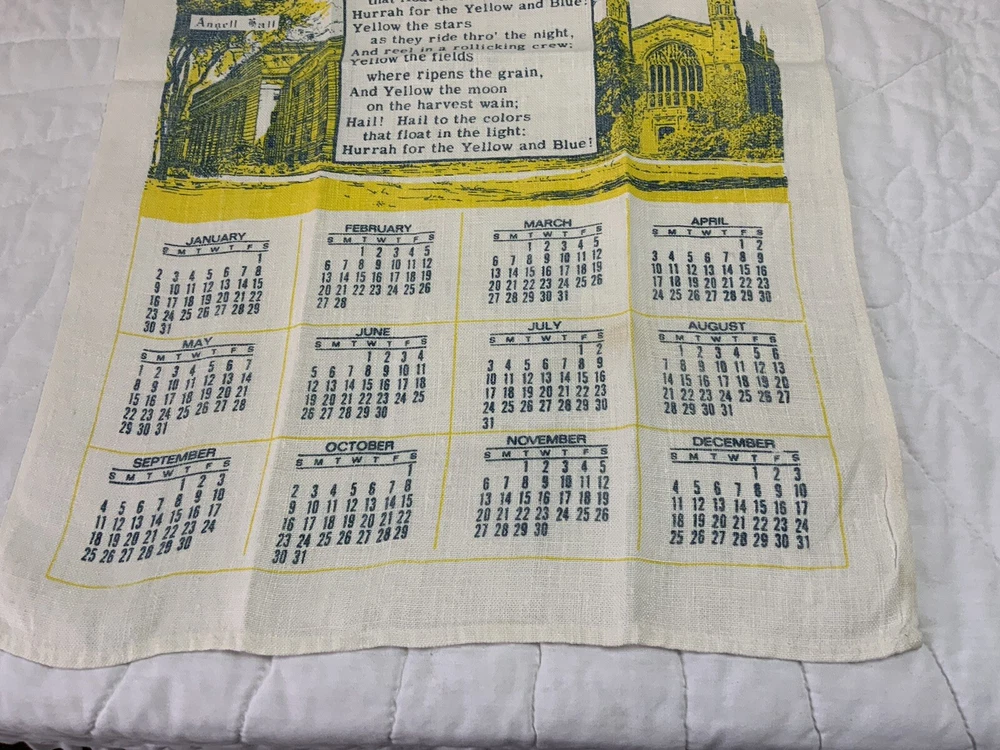 Angell Hall
Hurrah for the Yellow and Blue!
Yellow the stars
as they ride thro' the night,
And reel in a rollicking crew;
Yellow the fields
where ripens the grain,
And Yellow the moon
on the harvest wain;
Hail! Hail to the colors
that float in the light:
Hurrah for the Yellow and Blue!
JANUARY
S M T W T F S
1
2 3 4 5 6 7 8
9 10 11 12 13 14 15
16 17 18 19 20 21 22
23 24 25 26 27 28 29
30 31
FEBRUARY
S M T W T F S
1 2 3 4 5
6 7 8 9 10 11 12
13 14 15 16 17 18 19
20 21 22 23 24 25 26
27 28
MARCH
S M T W T F S
1 2 3 4 5
6 7 8 9 10 11 12
13 14 15 16 17 18 19
20 21 22 23 24 25 26
27 28 29 30 31
APRIL
S M T W T F S
1 2
3 4 5 6 7 8 9
10 11 12 13 14 15 16
17 18 19 20 21 22 23
24 25 26 27 28 29 30
MAY
S M T W T F S
1 2 3 4 5 6 7
8 9 10 11 12 13 14
15 16 17 18 19 20 21
22 23 24 25 26 27 28
29 30 31
JUNE
S M T W T F S
1 2 3 4
5 6 7 8 9 10 11
12 13 14 15 16 17 18
19 20 21 22 23 24 25
26 27 28 29 30
JULY
S M T W T F S
1 2
3 4 5 6 7 8 9
10 11 12 13 14 15 16
17 18 19 20 21 22 23
24 25 26 27 28 29 30
31
AUGUST
S M T W T F S
1 2 3 4 5 6
7 8 9 10 11 12 13
14 15 16 17 18 19 20
21 22 23 24 25 26 27
28 29 30 31
SEPTEMBER
S M T W T F S
1 2 3
4 5 6 7 8 9 10
11 12 13 14 15 16 17
18 19 20 21 22 23 24
25 26 27 28 29 30
OCTOBER
S M T W T F S
1
2 3 4 5 6 7 8
9 10 11 12 13 14 15
16 17 18 19 20 21 22
23 24 25 26 27 28 29
30 31
NOVEMBER
S M T W T F S
1 2 3 4 5
6 7 8 9 10 11 12
13 14 15 16 17 18 19
20 21 22 23 24 25 26
27 28 29 30
DECEMBER
S M T W T F S
1 2 3
4 5 6 7 8 9 10
11 12 13 14 15 16 17
18 19 20 21 22 23 24
25 26 27 28 29 30 31